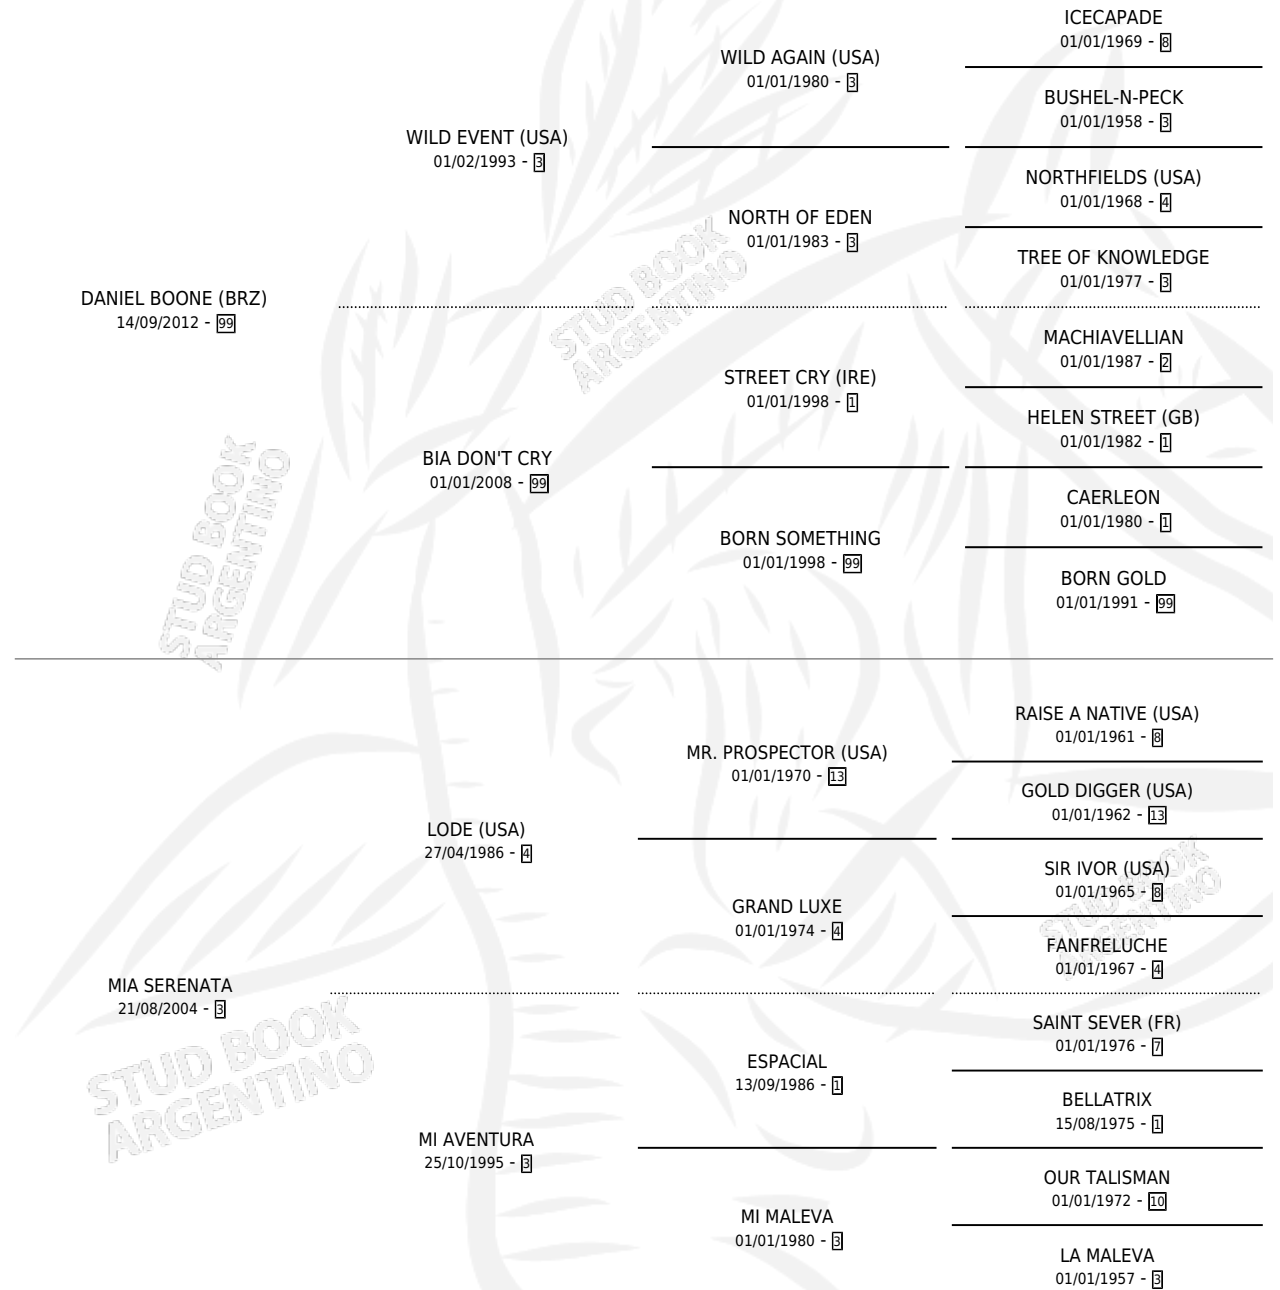 ICECAPADE
01/01/1969 - 8
WILD AGAIN (USA)
01/01/1980 - 3
BUSHEL-N-PECK
01/01/1958 - 3
WILD EVENT (USA)
01/02/1993 - 3
NORTHFIELDS (USA)
01/01/1968 - 4
NORTH OF EDEN
01/01/1983 - 3
TREE OF KNOWLEDGE
01/01/1977 - 3
STUD BOOK
ARGENTINO
DANIEL BOONE (BRZ)
14/09/2012 - 99
MACHIAVELLIAN
01/01/1987 - 2
STREET CRY (IRE)
01/01/1998 - 1
HELEN STREET (GB)
01/01/1982 - 1
BIA DON'T CRY
01/01/2008 - 99
CAERLEON
01/01/1980 - 1
BORN SOMETHING
01/01/1998 - 99
BORN GOLD
01/01/1991 - 99
STUD BOOK
ARGENTINO
RAISE A NATIVE (USA)
01/01/1961 - 8
MR. PROSPECTOR (USA)
01/01/1970 - 13
GOLD DIGGER (USA)
01/01/1962 - 13
LODE (USA)
27/04/1986 - 4
SIR IVOR (USA)
01/01/1965 - 8
GRAND LUXE
01/01/1974 - 4
STUD BOOK
ARGENTINO
FANFRELUCHE
01/01/1967 - 4
MIA SERENATA
21/08/2004 - 3
SAINT SEVER (FR)
01/01/1976 - 7
ESPACIAL
13/09/1986 - 1
STUD BOOK
ARGENTINO
BELLATRIX
15/08/1975 - 1
MI AVENTURA
25/10/1995 - 3
OUR TALISMAN
01/01/1972 - 10
MI MALEVA
01/01/1980 - 3
LA MALEVA
01/01/1957 - 3